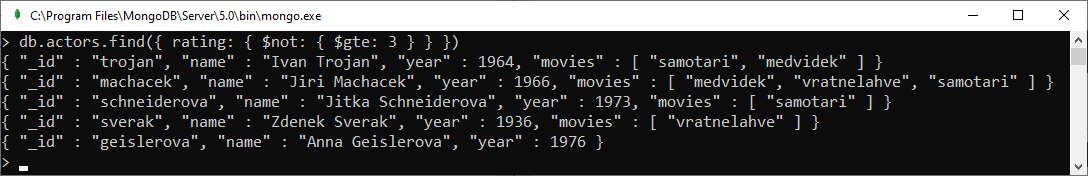 C:\Program Files\MongoDB\Server\5.0\bin\mongo.exe
> db.actors.find({ rating: { $not: { $gte: 3 } } })
{ "_id" : "trojan", "name" : "Ivan Trojan", "year" : 1964, "movies" : [ "samotari", "medvidek" ] }
{ "_id" : "machacek", "name" : "Jiri Machacek", "year" : 1966, "movies" : [ "medvidek", "vratnelahve", "samotari" ] }
{ "_id" : "schneiderova", "name" : "Jitka Schneiderova", "year" : 1973, "movies" : [ "samotari" ] }
{ "_id" : "sverak", "name" : "Zdenek Sverak", "year" : 1936, "movies" : [ "vratnelahve" ] }
{ "_id" : "geislerova", "name" : "Anna Geislerova", "year" : 1976 }
>